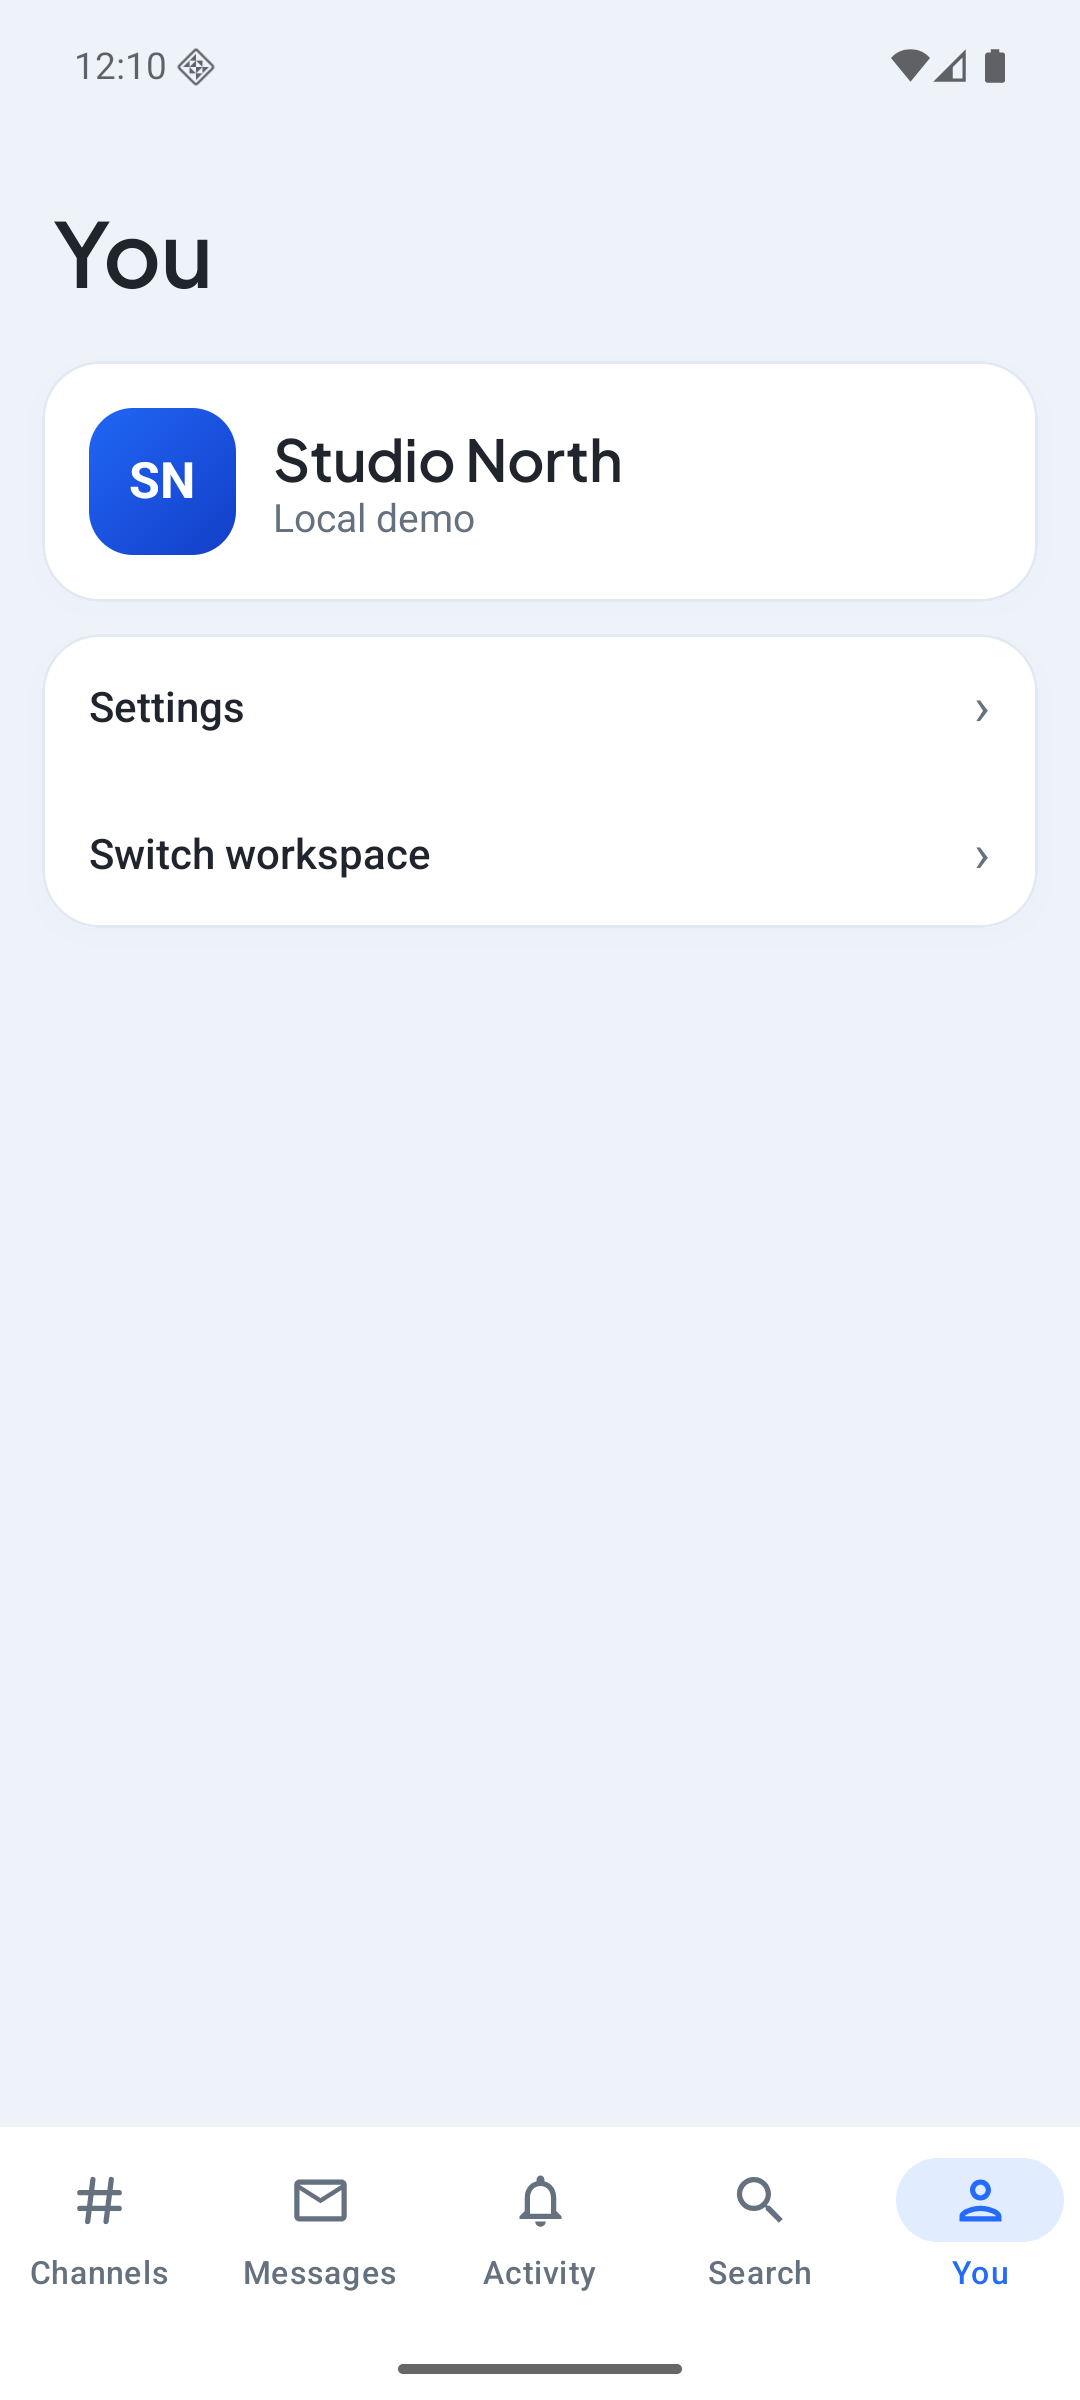 12:10
You
SN
Studio North
Local demo
Settings ›
Switch workspace ›
Channels
Messages
Activity
Search
You